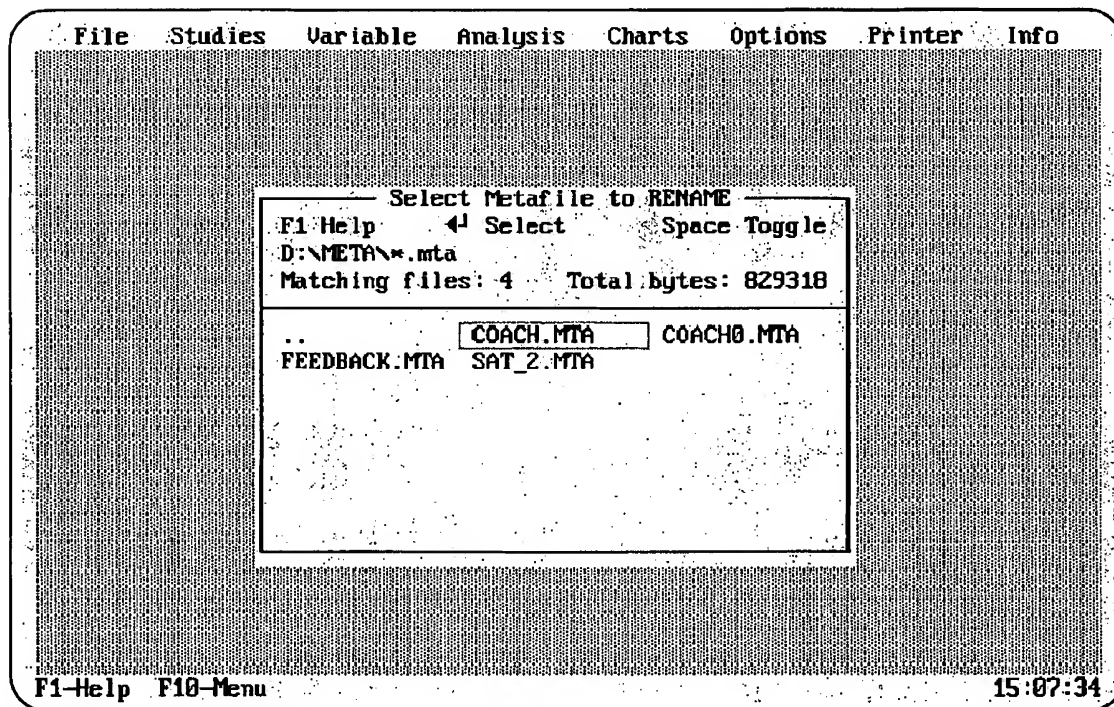 File Studies Variable Analysis Charts Options Printer Info
Select Metafile to RENAME
F1 Help ↵ Select Space Toggle
D:\META\*.mta
Matching files: 4 Total bytes: 829318
.. COACH.MTA COACH0.MTA
FEEDBACK.MTA SAT_2.MTA
F1-Help F10-Menu 15:07:34